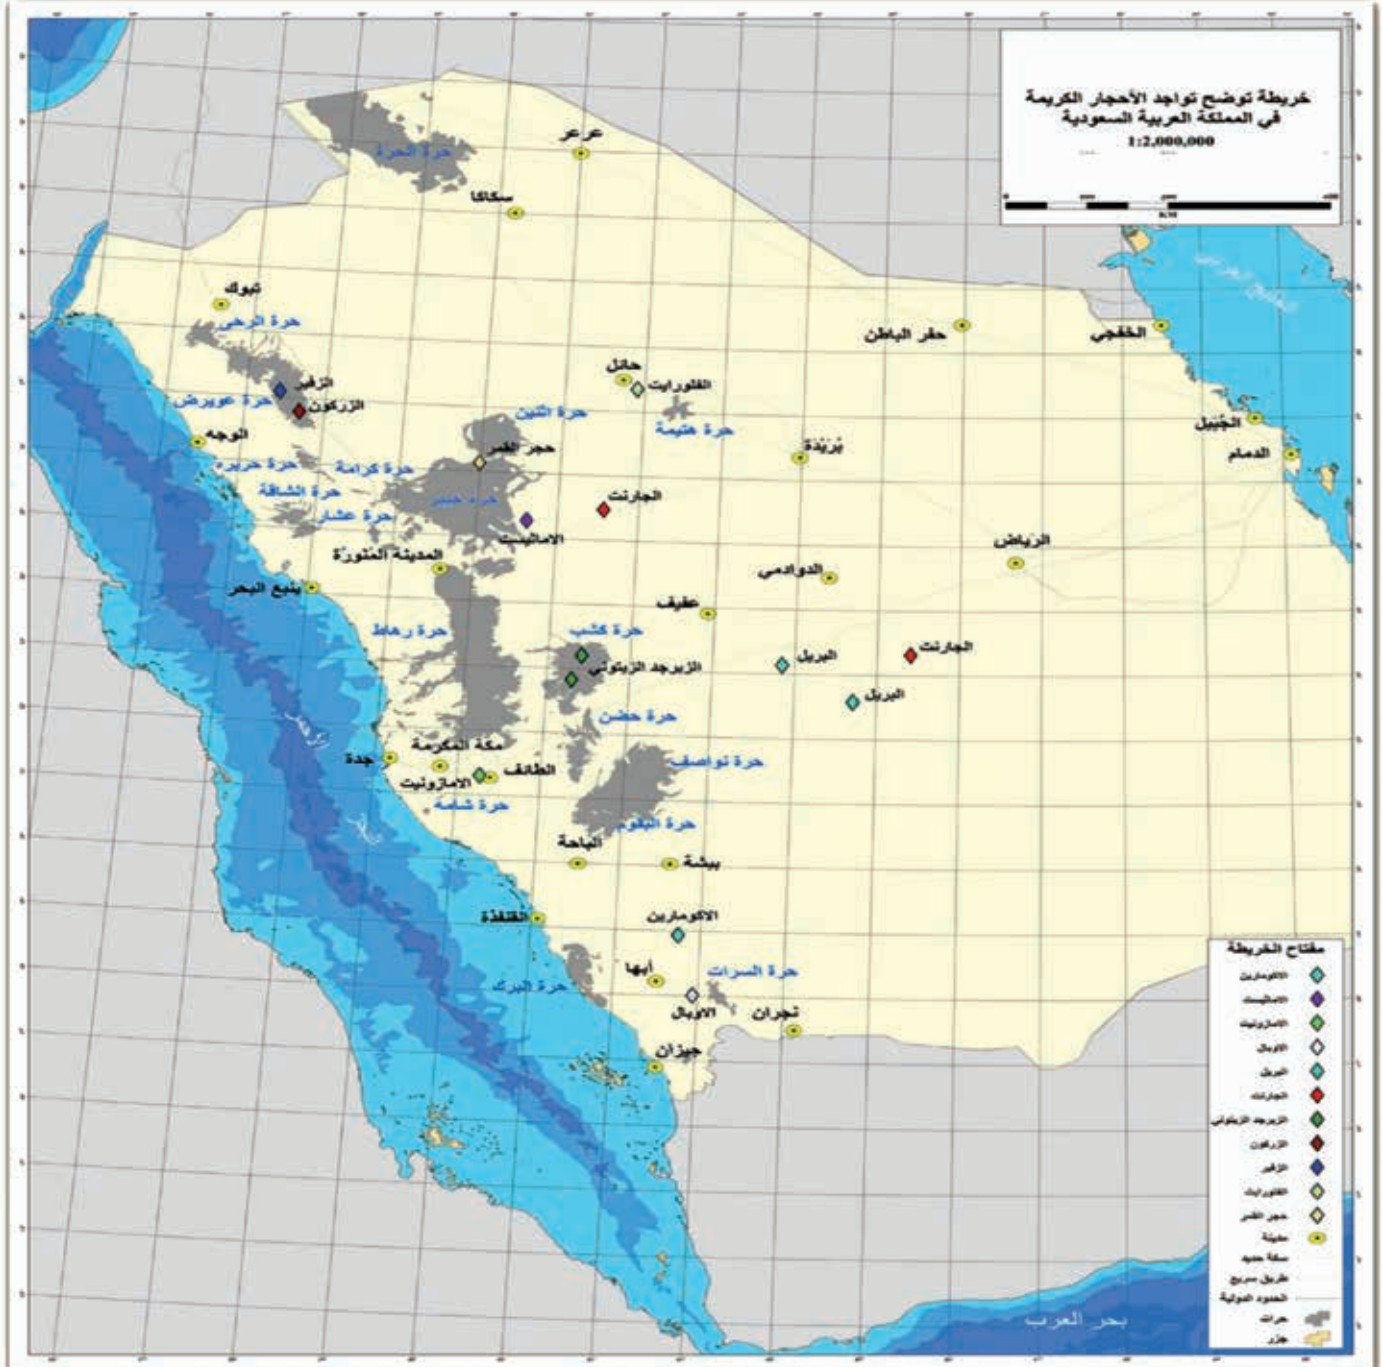 خريطة توضح تواجد الأحجار الكريمة
في المملكة العربية السعودية
1:2,000,000
KM
عرعر
حرة الحرة
سكاكا
تبوك
حرة الرحى
حفر الباطن
الخفجي
حائل
الفلورايت
الزفير
حرة عويرض
الزركون
حرة اثنين
حرة هتيمة
الجبيل
الوجه
بُرَيْدَة
حجر القمر
الدمام
حرة كرامة
حرة خيبر
الجارنت
حرة الشاقة
حرة عشار
الاماثيست
المدينة المنورة
الرياض
الدوادمي
ينبع البحر
عفيف
حرة رهاط
حرة كشب
الزبرجد الزيتوني
البريل
الجارنت
البريل
حرة حضن
مكة المكرمة
جدة
الطائف
الامازونيت
حرة نواصف
حرة شامة
حرة البقوم
الباحة
بيشة
القنفذة
الاكومارين
أبها
حرة السرات
حرة البرك
الاوبال
نجران
جيزان
بحر العرب
مفتاح الخريطة
الاكومارين
الاماثيست
الامازونيت
الاوبال
البريل
الجارنت
الزبرجد الزيتوني
الزركون
الزفير
الفلورايت
حجر القمر
مدينة
سكة حديد
طريق سريع
الحدود الدولية
حرات
جزر